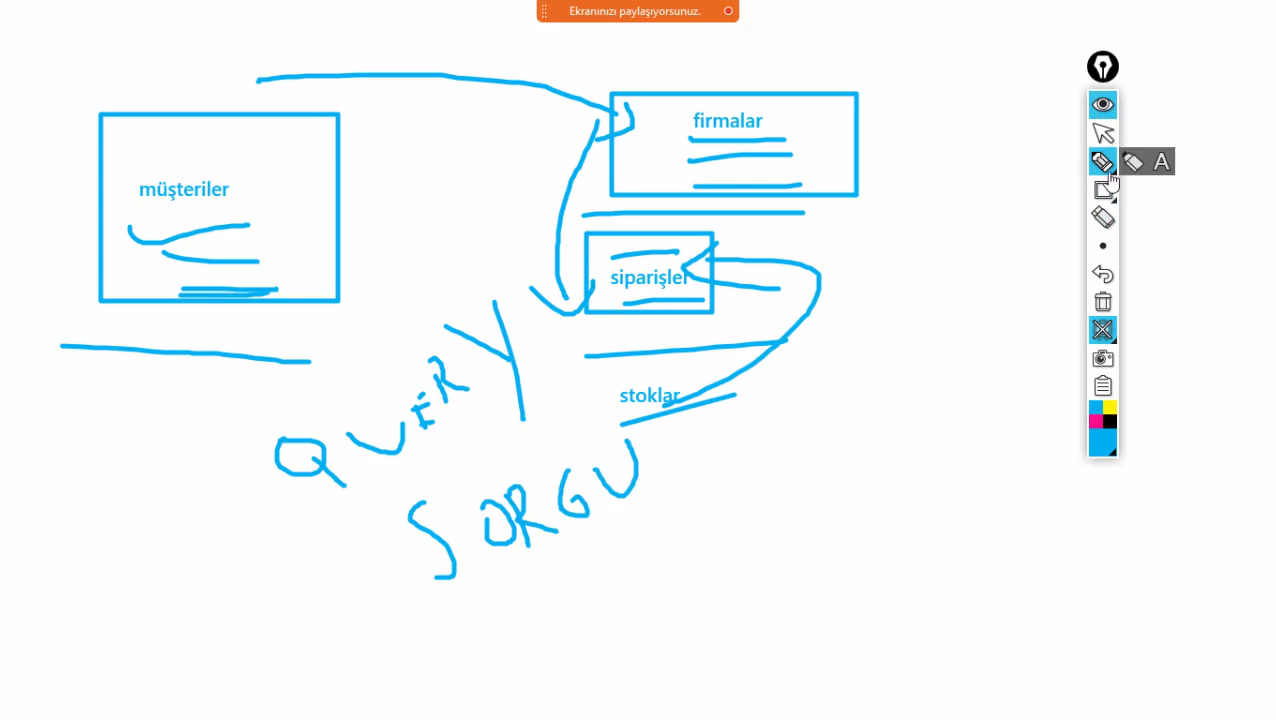 Ekranınızı paylaşıyorsunuz.
firmalar
müşteriler
siparişler
stoklar
QUERY
SORGU
A